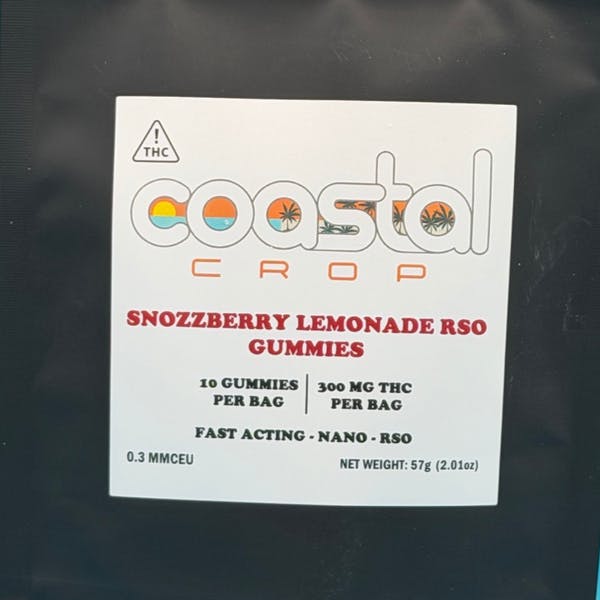 !
THC
coastal
CROP
SNOZZBERRY LEMONADE RSO
GUMMIES
10 GUMMIES
PER BAG
300 MG THC
PER BAG
FAST ACTING - NANO - RSO
0.3 MMCEU
NET WEIGHT: 57g (2.01oz)